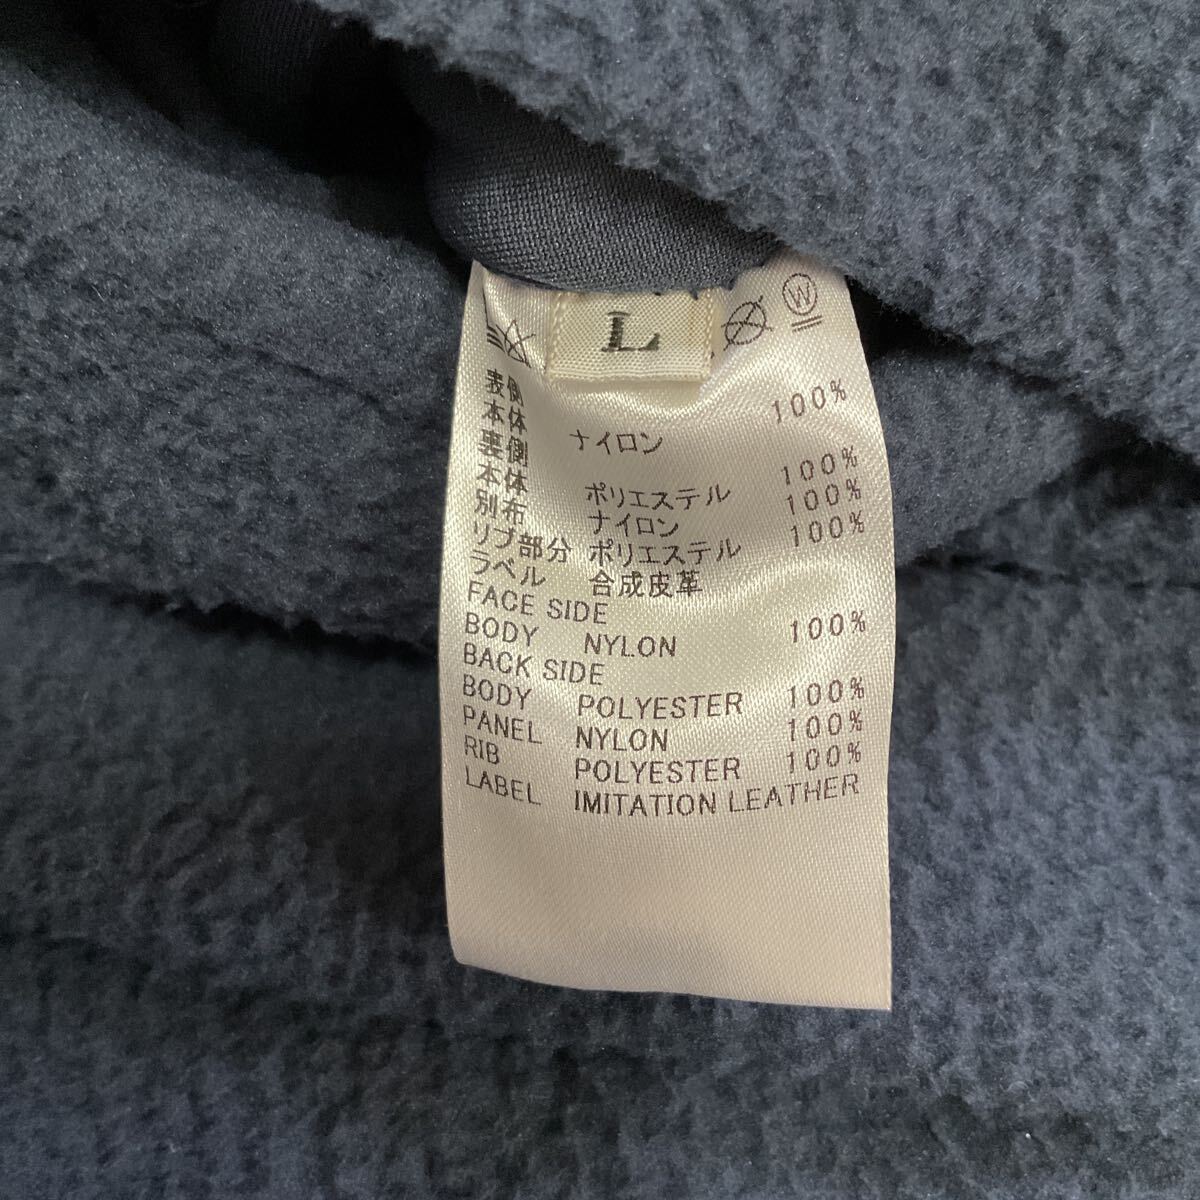 L
W
表側
本体 ナイロン 100%
裏側
本体 ポリエステル 100%
別布 ナイロン 100%
リブ部分 ポリエステル 100%
ラベル 合成皮革
FACE SIDE
BODY NYLON 100%
BACK SIDE
BODY POLYESTER 100%
PANEL NYLON 100%
RIB POLYESTER 100%
LABEL IMITATION LEATHER